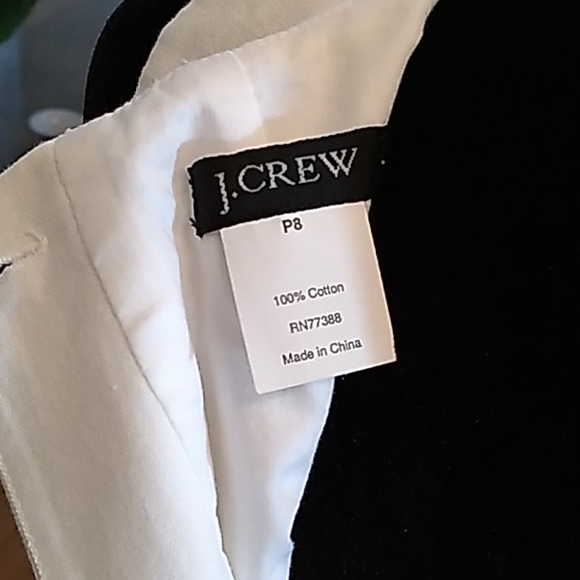 J.CREW
P8
100% Cotton
RN77388
Made in China